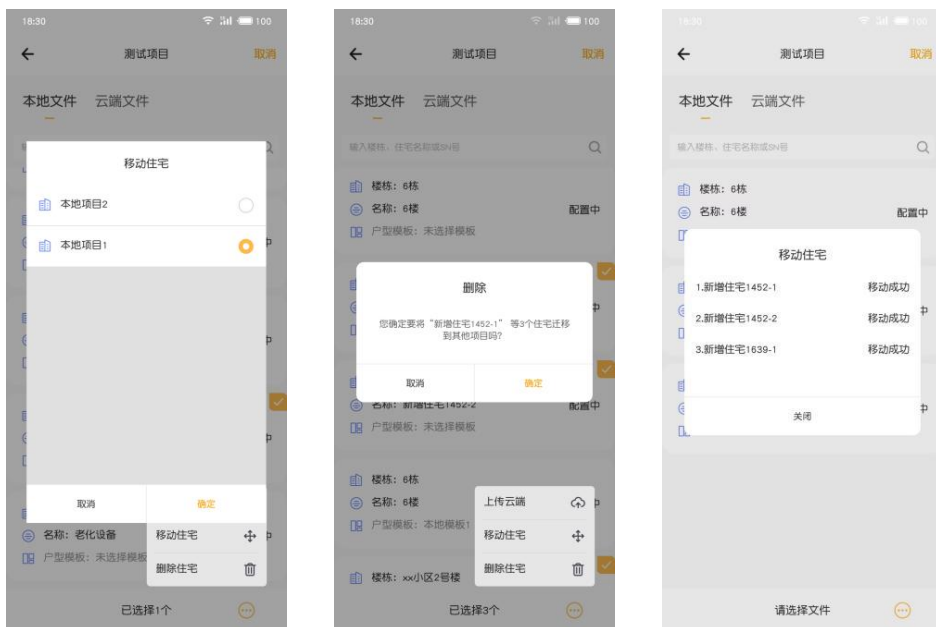 18:30
100
测试项目
取消
本地文件
云端文件
移动住宅
本地项目2
本地项目1
取消
确定
名称：老化设备
户型模板：未选择模板
移动住宅
删除住宅
已选择1个
18:30
100
测试项目
取消
本地文件
云端文件
输入楼栋、住宅名称或SN号
楼栋：6栋
名称：6楼
配置中
户型模板：未选择模板
删除
您确定要将“新增住宅1452-1” 等3个住宅迁移
到其他项目吗？
取消
确定
名称：新增住宅1452-2
配置中
户型模板：未选择模板
楼栋：6栋
名称：6楼
户型模板：本地模板1
上传云端
移动住宅
删除住宅
楼栋：xx小区2号楼
已选择3个
18:30
100
测试项目
取消
本地文件
云端文件
输入楼栋、住宅名称或SN号
楼栋：6栋
名称：6楼
配置中
移动住宅
1.新增住宅1452-1
移动成功
2.新增住宅1452-2
移动成功
3.新增住宅1639-1
移动成功
关闭
请选择文件